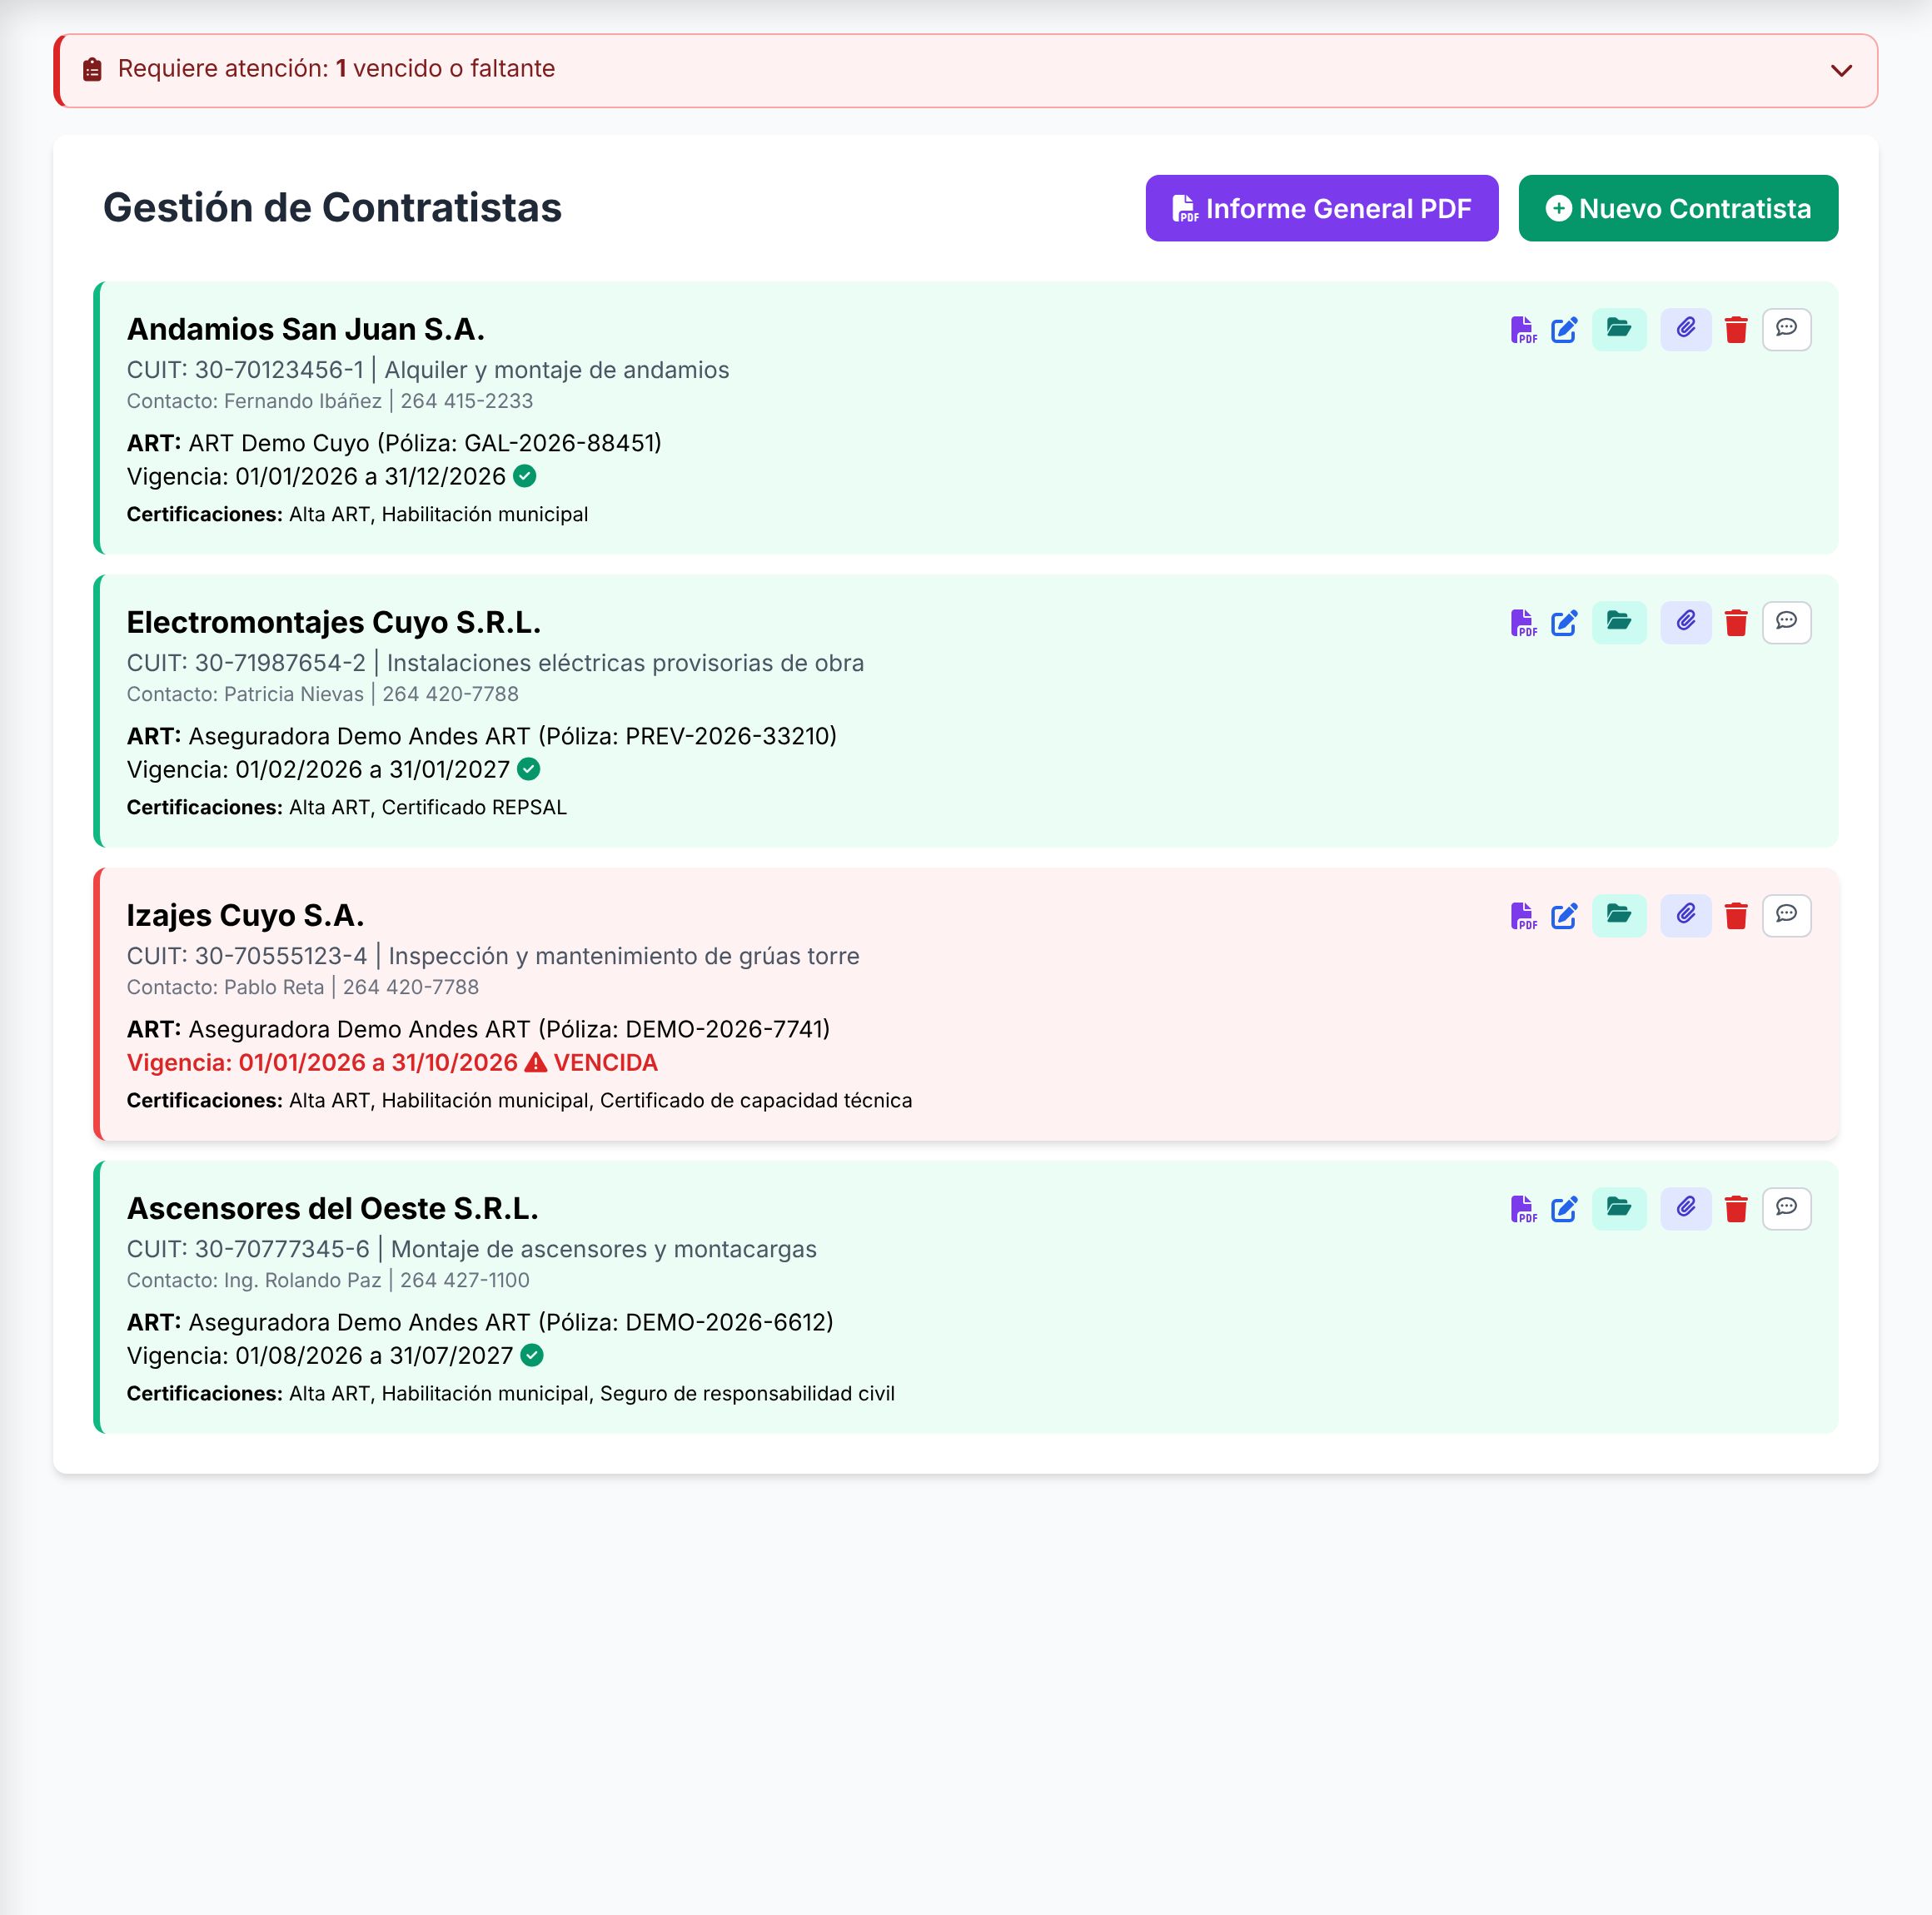 Requiere atención: 1 vencido o faltante
Gestión de Contratistas
PDF Informe General PDF
Nuevo Contratista
Andamios San Juan S.A.
PDF
CUIT: 30-70123456-1 | Alquiler y montaje de andamios
Contacto: Fernando Ibáñez | 264 415-2233
ART: ART Demo Cuyo (Póliza: GAL-2026-88451)
Vigencia: 01/01/2026 a 31/12/2026
Certificaciones: Alta ART, Habilitación municipal
Electromontajes Cuyo S.R.L.
PDF
CUIT: 30-71987654-2 | Instalaciones eléctricas provisorias de obra
Contacto: Patricia Nievas | 264 420-7788
ART: Aseguradora Demo Andes ART (Póliza: PREV-2026-33210)
Vigencia: 01/02/2026 a 31/01/2027
Certificaciones: Alta ART, Certificado REPSAL
Izajes Cuyo S.A.
PDF
CUIT: 30-70555123-4 | Inspección y mantenimiento de grúas torre
Contacto: Pablo Reta | 264 420-7788
ART: Aseguradora Demo Andes ART (Póliza: DEMO-2026-7741)
Vigencia: 01/01/2026 a 31/10/2026 VENCIDA
Certificaciones: Alta ART, Habilitación municipal, Certificado de capacidad técnica
Ascensores del Oeste S.R.L.
PDF
CUIT: 30-70777345-6 | Montaje de ascensores y montacargas
Contacto: Ing. Rolando Paz | 264 427-1100
ART: Aseguradora Demo Andes ART (Póliza: DEMO-2026-6612)
Vigencia: 01/08/2026 a 31/07/2027
Certificaciones: Alta ART, Habilitación municipal, Seguro de responsabilidad civil